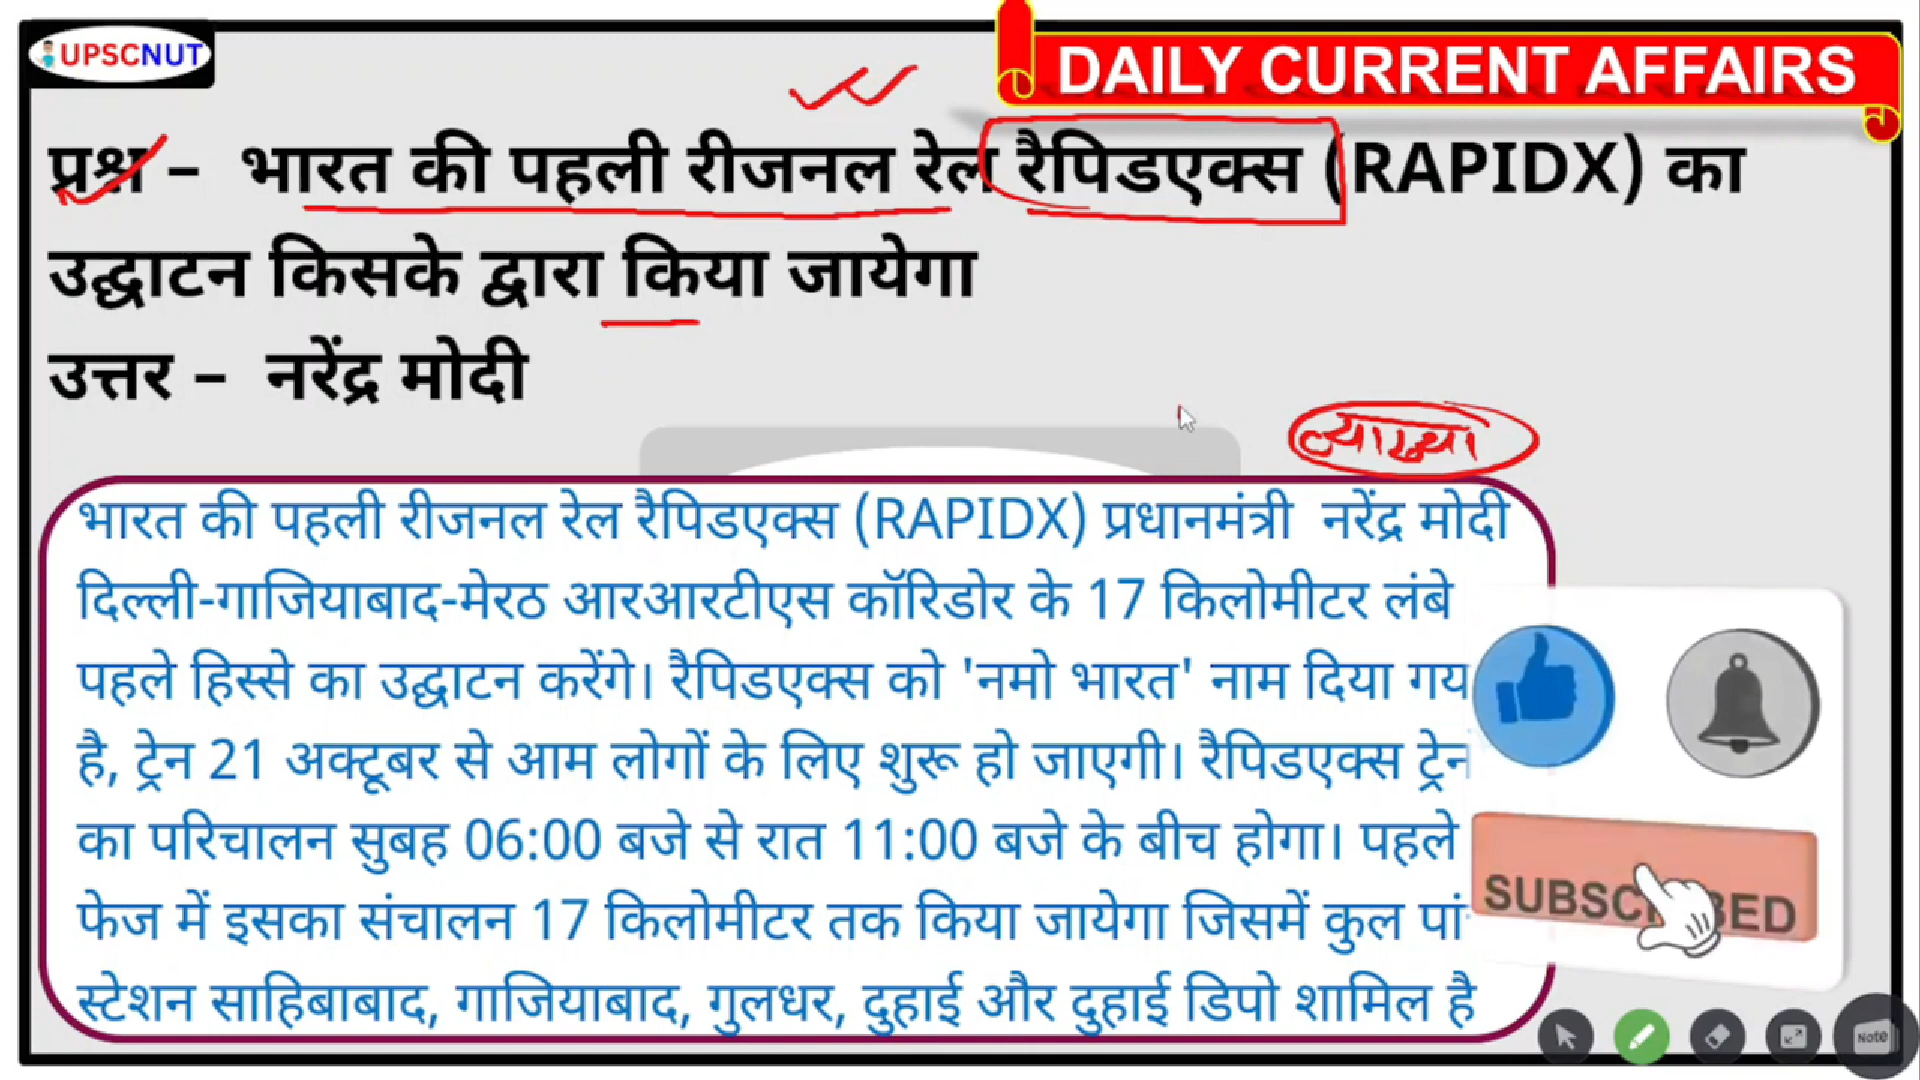 UPSCNUT
DAILY CURRENT AFFAIRS
प्रश्न – भारत की पहली रीजनल रेल रैपिडएक्स (RAPIDX) का
उद्घाटन किसके द्वारा किया जायेगा
उत्तर – नरेंद्र मोदी
व्याख्या
भारत की पहली रीजनल रेल रैपिडएक्स (RAPIDX) प्रधानमंत्री नरेंद्र मोदी
दिल्ली-गाजियाबाद-मेरठ आरआरटीएस कॉरिडोर के 17 किलोमीटर लंबे
पहले हिस्से का उद्घाटन करेंगे। रैपिडएक्स को 'नमो भारत' नाम दिया गय
है, ट्रेन 21 अक्टूबर से आम लोगों के लिए शुरू हो जाएगी। रैपिडएक्स ट्रेन
का परिचालन सुबह 06:00 बजे से रात 11:00 बजे के बीच होगा। पहले
फेज में इसका संचालन 17 किलोमीटर तक किया जायेगा जिसमें कुल पां
स्टेशन साहिबाबाद, गाजियाबाद, गुलधर, दुहाई और दुहाई डिपो शामिल है
SUBSCRIBED
Note